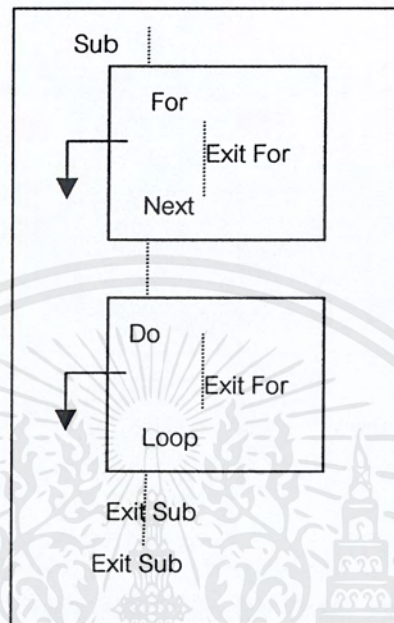 Sub
For
Exit For
Next
Do
Exit For
Loop
Exit Sub
Exit Sub